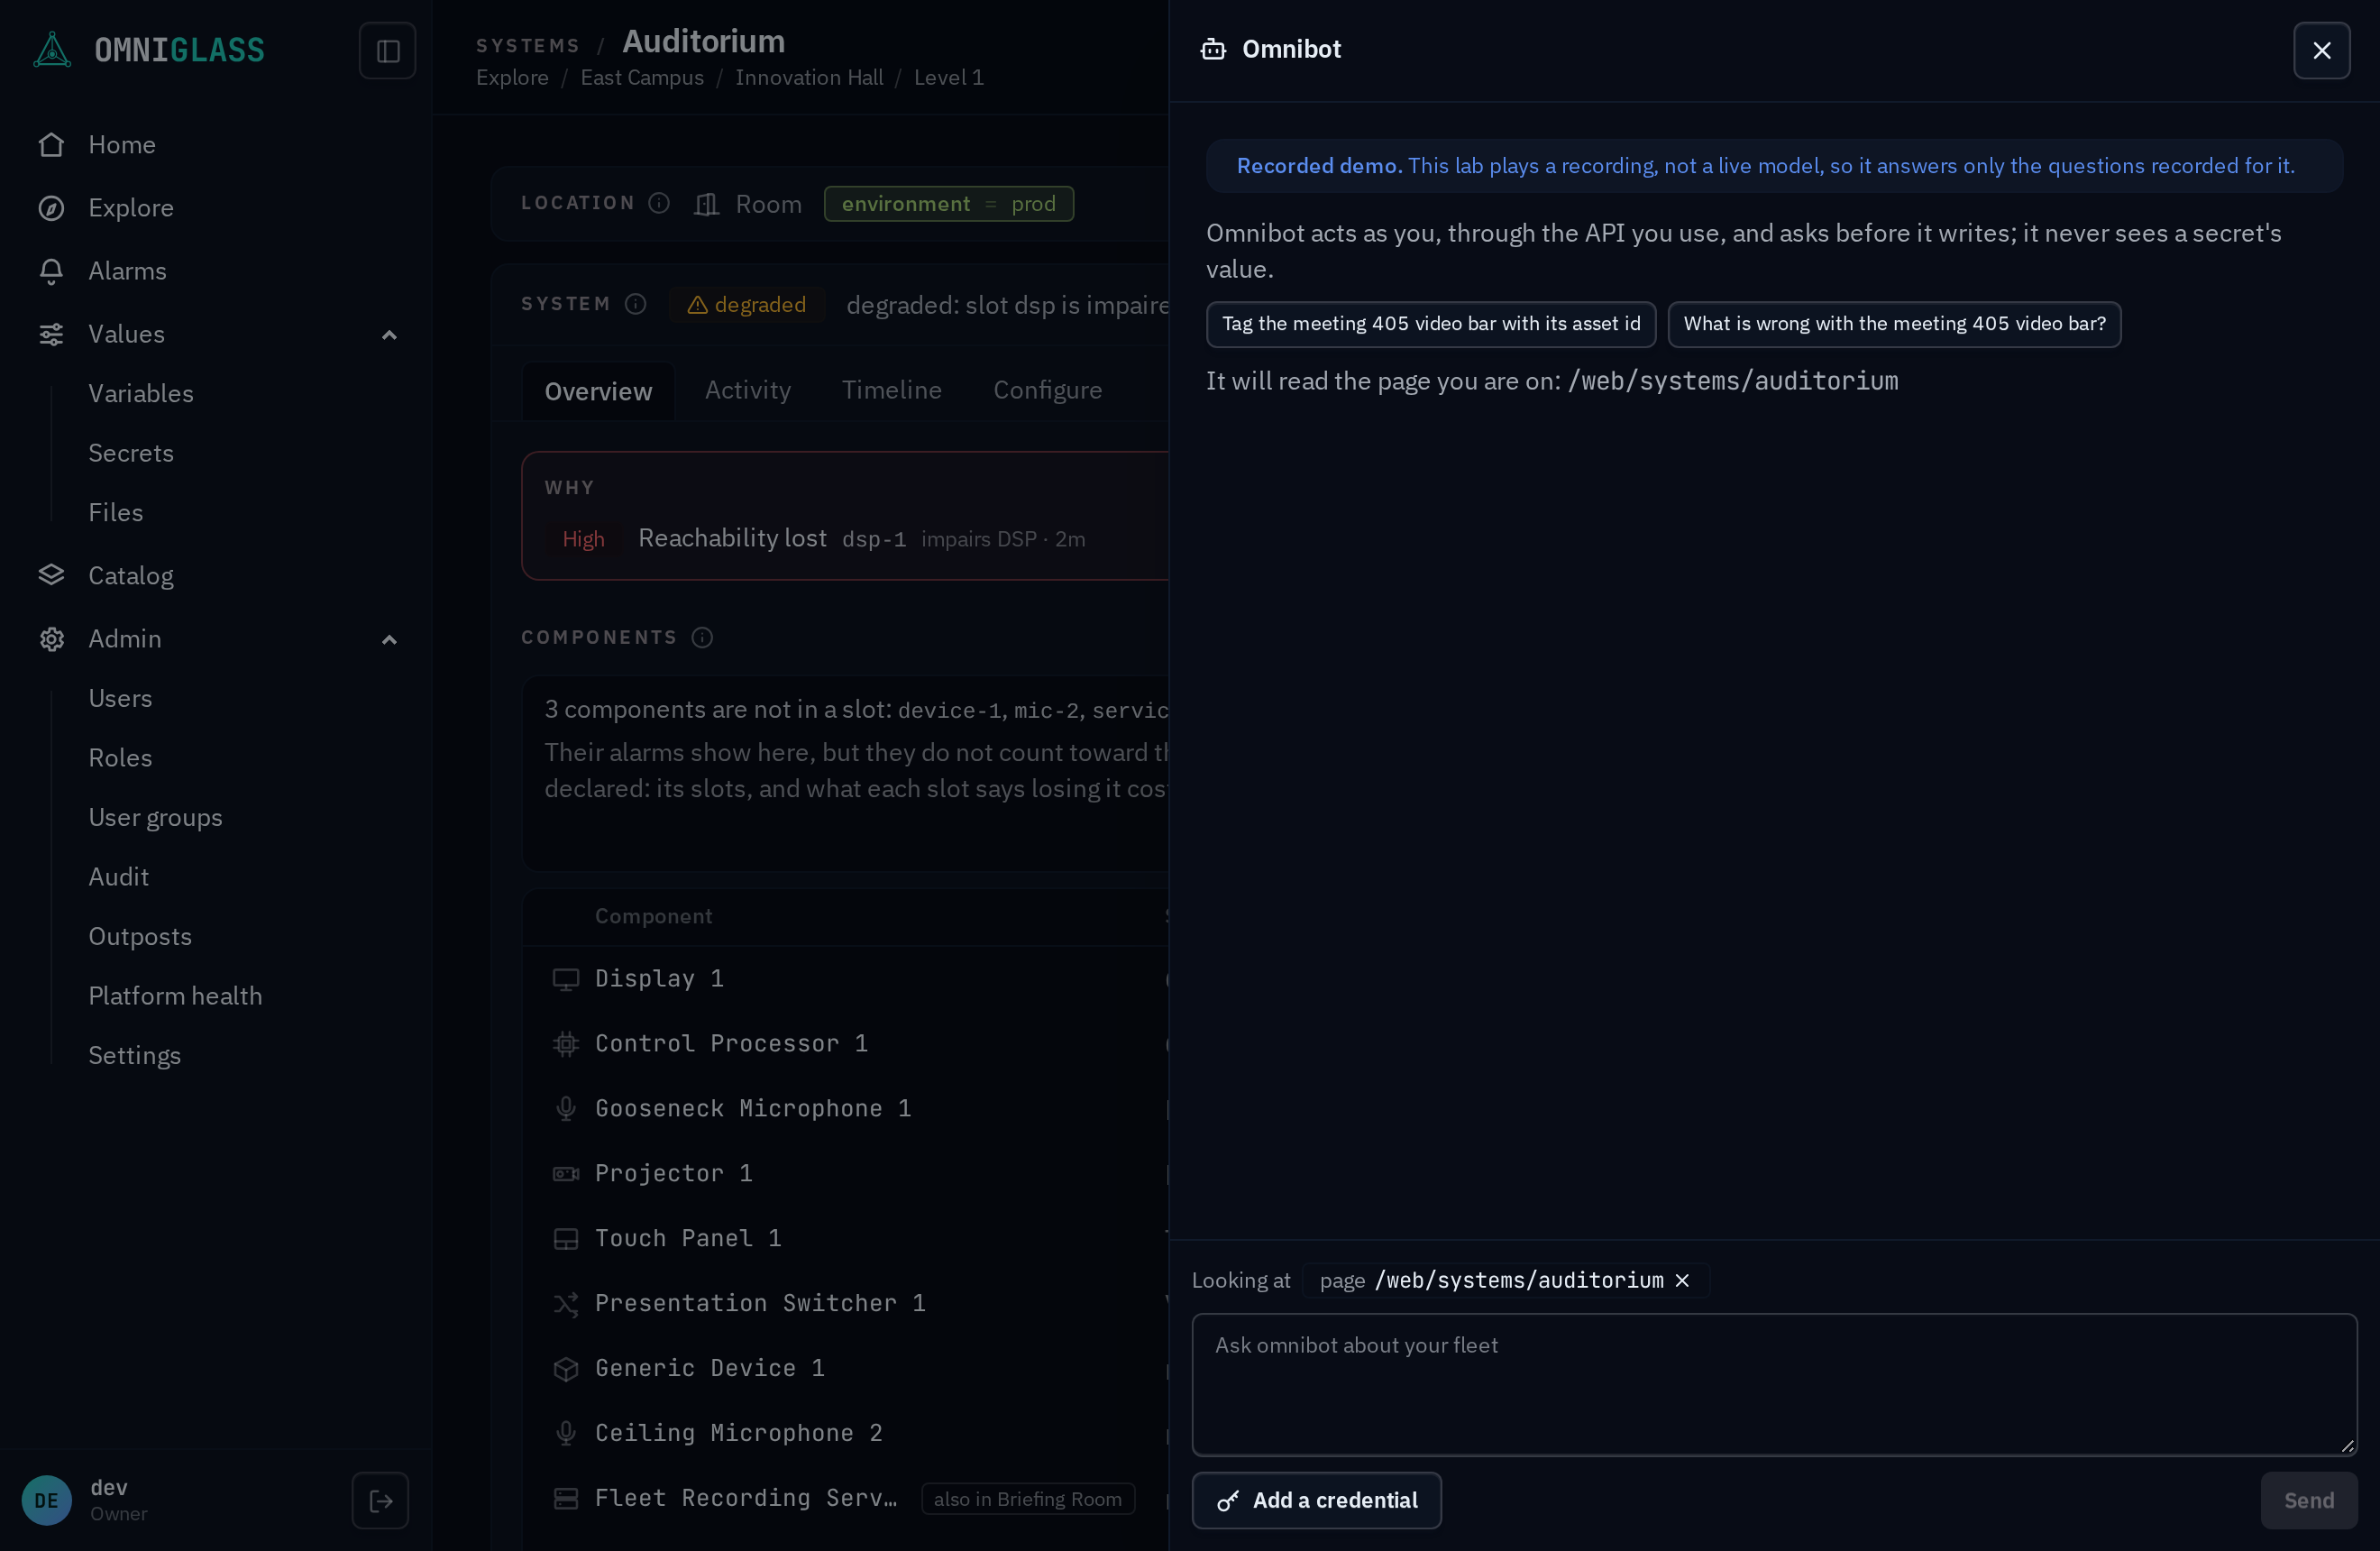 OMNIGLASS
Home
Explore
Alarms
Values
Variables
Secrets
Files
Catalog
Admin
Users
Roles
User groups
Audit
Outposts
Platform health
Settings
DE
dev
Owner
SYSTEMS / Auditorium
Explore / East Campus / Innovation Hall / Level 1
LOCATION Room environment = prod
SYSTEM degraded degraded: slot dsp is impaire
Overview Activity Timeline Configure
WHY
High Reachability lost dsp-1 impairs DSP · 2m
COMPONENTS
3 components are not in a slot: device-1, mic-2, servic
Their alarms show here, but they do not count toward th
declared: its slots, and what each slot says losing it cos
Component
Display 1
Control Processor 1
Gooseneck Microphone 1
Projector 1
Touch Panel 1
Presentation Switcher 1
Generic Device 1
Ceiling Microphone 2
Fleet Recording Serv… also in Briefing Room
Omnibot
Recorded demo. This lab plays a recording, not a live model, so it answers only the questions recorded for it.
Omnibot acts as you, through the API you use, and asks before it writes; it never sees a secret's
value.
Tag the meeting 405 video bar with its asset id
What is wrong with the meeting 405 video bar?
It will read the page you are on: /web/systems/auditorium
Looking at page /web/systems/auditorium
Ask omnibot about your fleet
Add a credential
Send